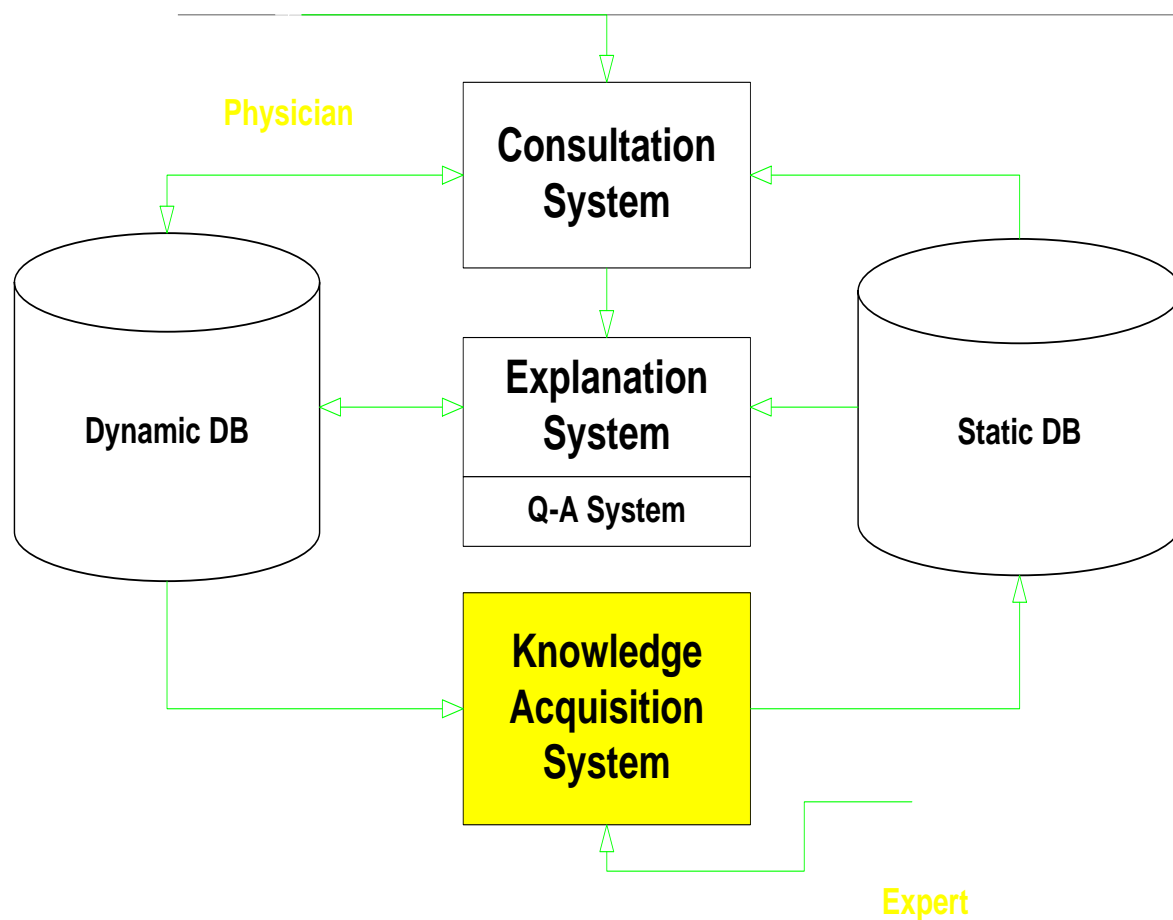 Physician
Consultation
System
Explanation
System
Dynamic DB
Static DB
Q-A System
Knowledge
Acquisition
System
Expert